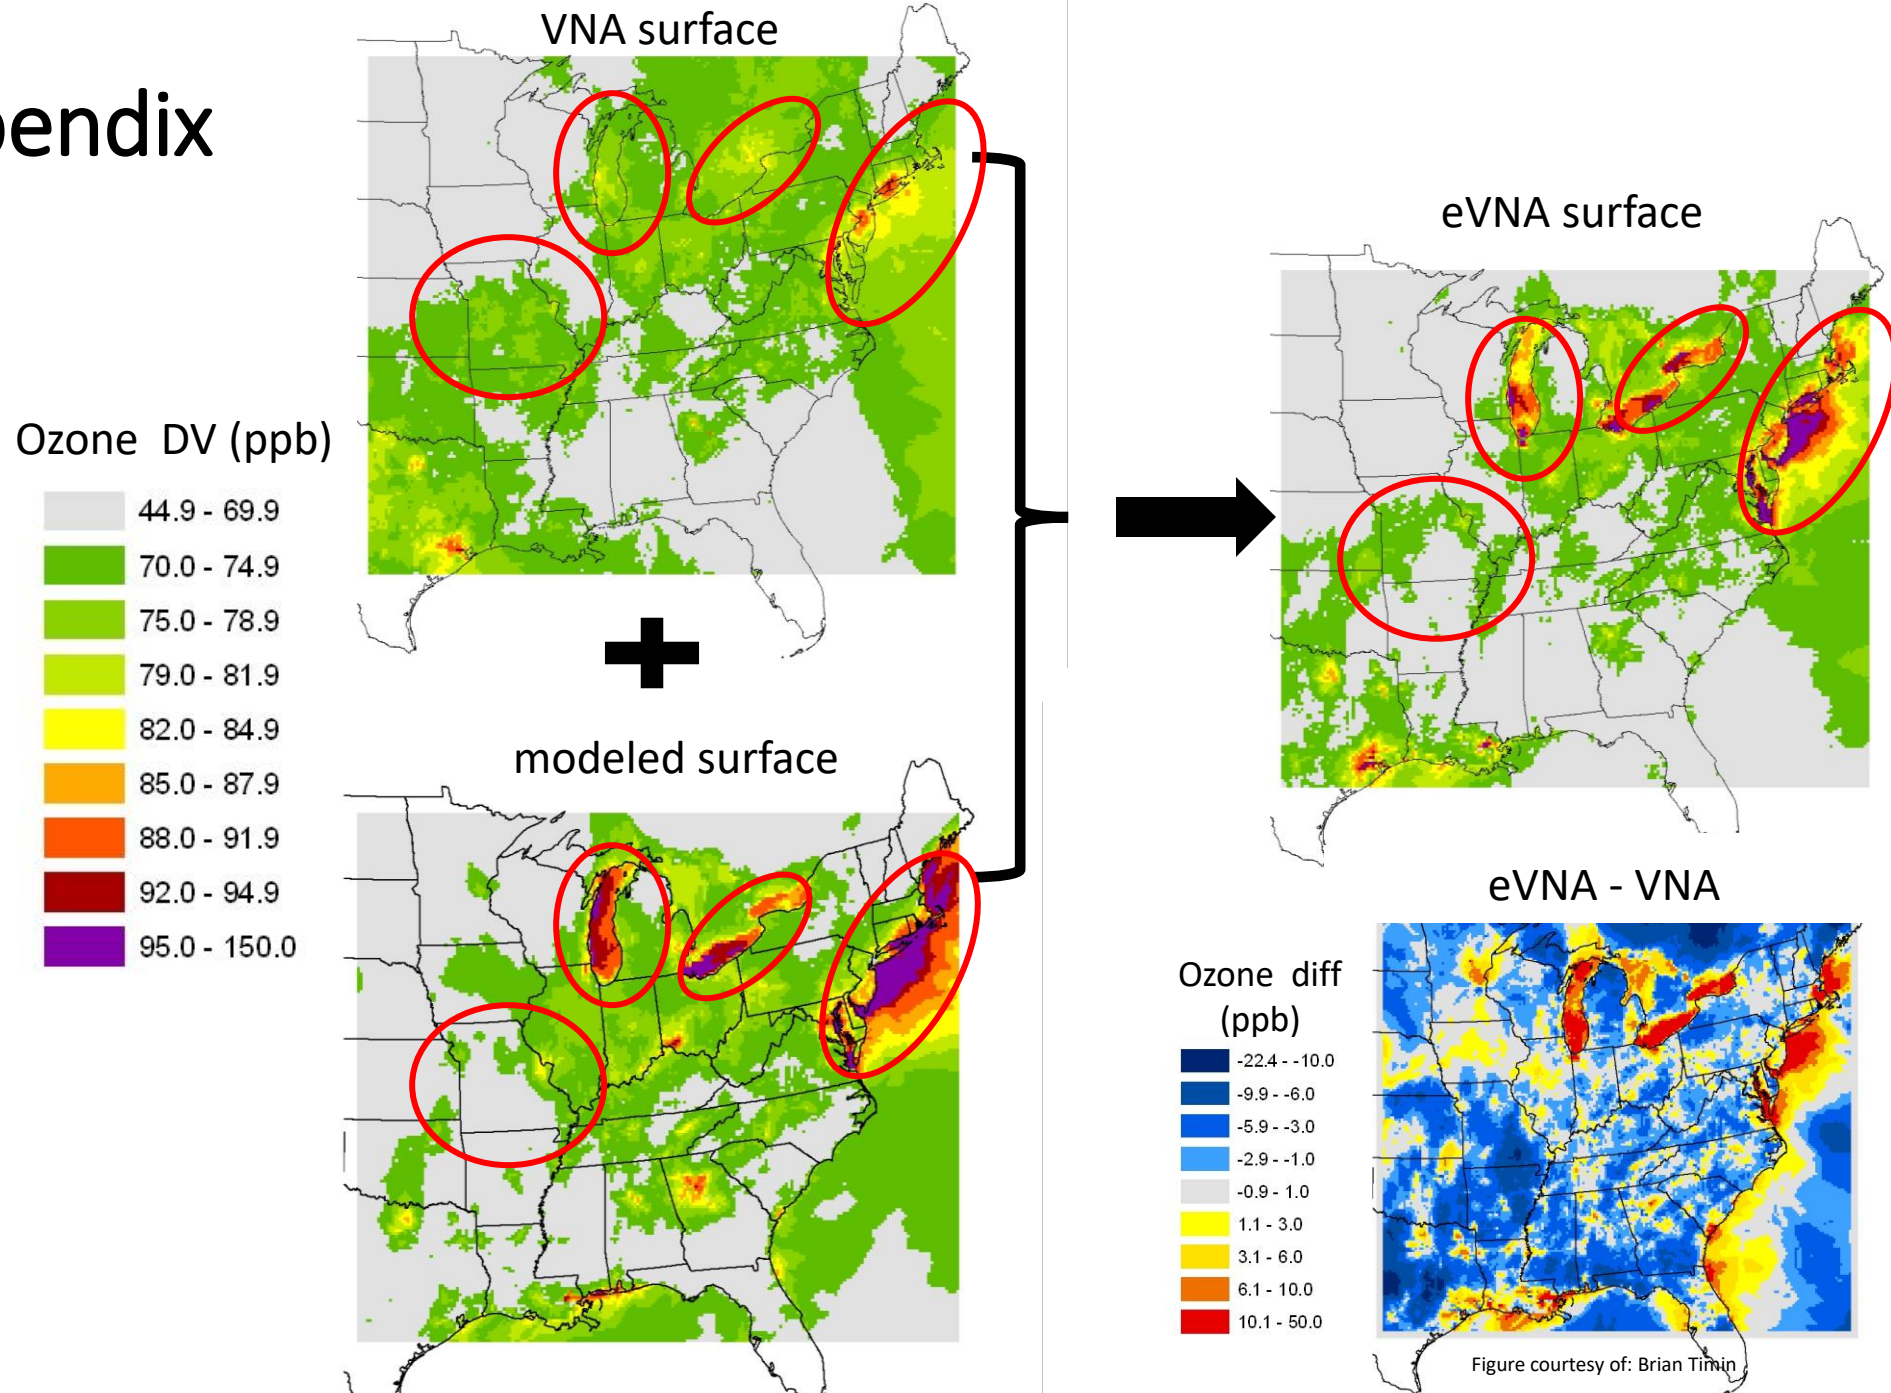 pendix
VNA surface
Ozone DV (ppb)
44.9 - 69.9
70.0 - 74.9
75.0 - 78.9
79.0 - 81.9
82.0 - 84.9
85.0 - 87.9
88.0 - 91.9
92.0 - 94.9
95.0 - 150.0
modeled surface
eVNA surface
eVNA - VNA
Ozone diff
(ppb)
-22.4 - -10.0
-9.9 - -6.0
-5.9 - -3.0
-2.9 - -1.0
-0.9 - 1.0
1.1 - 3.0
3.1 - 6.0
6.1 - 10.0
10.1 - 50.0
Figure courtesy of: Brian Timin